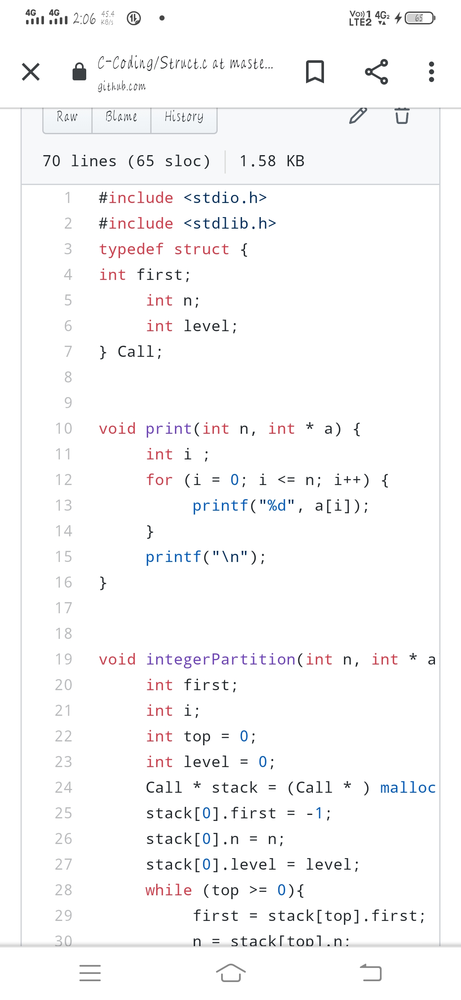 4G 4G 2:06 45.4 KB/s Vo)) 1 LTE2 4G2 65
C-Coding/Struct.c at maste...
github.com
Raw Blame History
70 lines (65 sloc) 1.58 KB
1 #include <stdio.h>
2 #include <stdlib.h>
3 typedef struct {
4 int first;
5 int n;
6 int level;
7 } Call;
8
9
10 void print(int n, int * a) {
11 int i ;
12 for (i = 0; i <= n; i++) {
13 printf("%d", a[i]);
14 }
15 printf("\n");
16 }
17
18
19 void integerPartition(int n, int * a
20 int first;
21 int i;
22 int top = 0;
23 int level = 0;
24 Call * stack = (Call * ) malloc
25 stack[0].first = -1;
26 stack[0].n = n;
27 stack[0].level = level;
28 while (top >= 0){
29 first = stack[top].first;
30 n = stack[top].n;